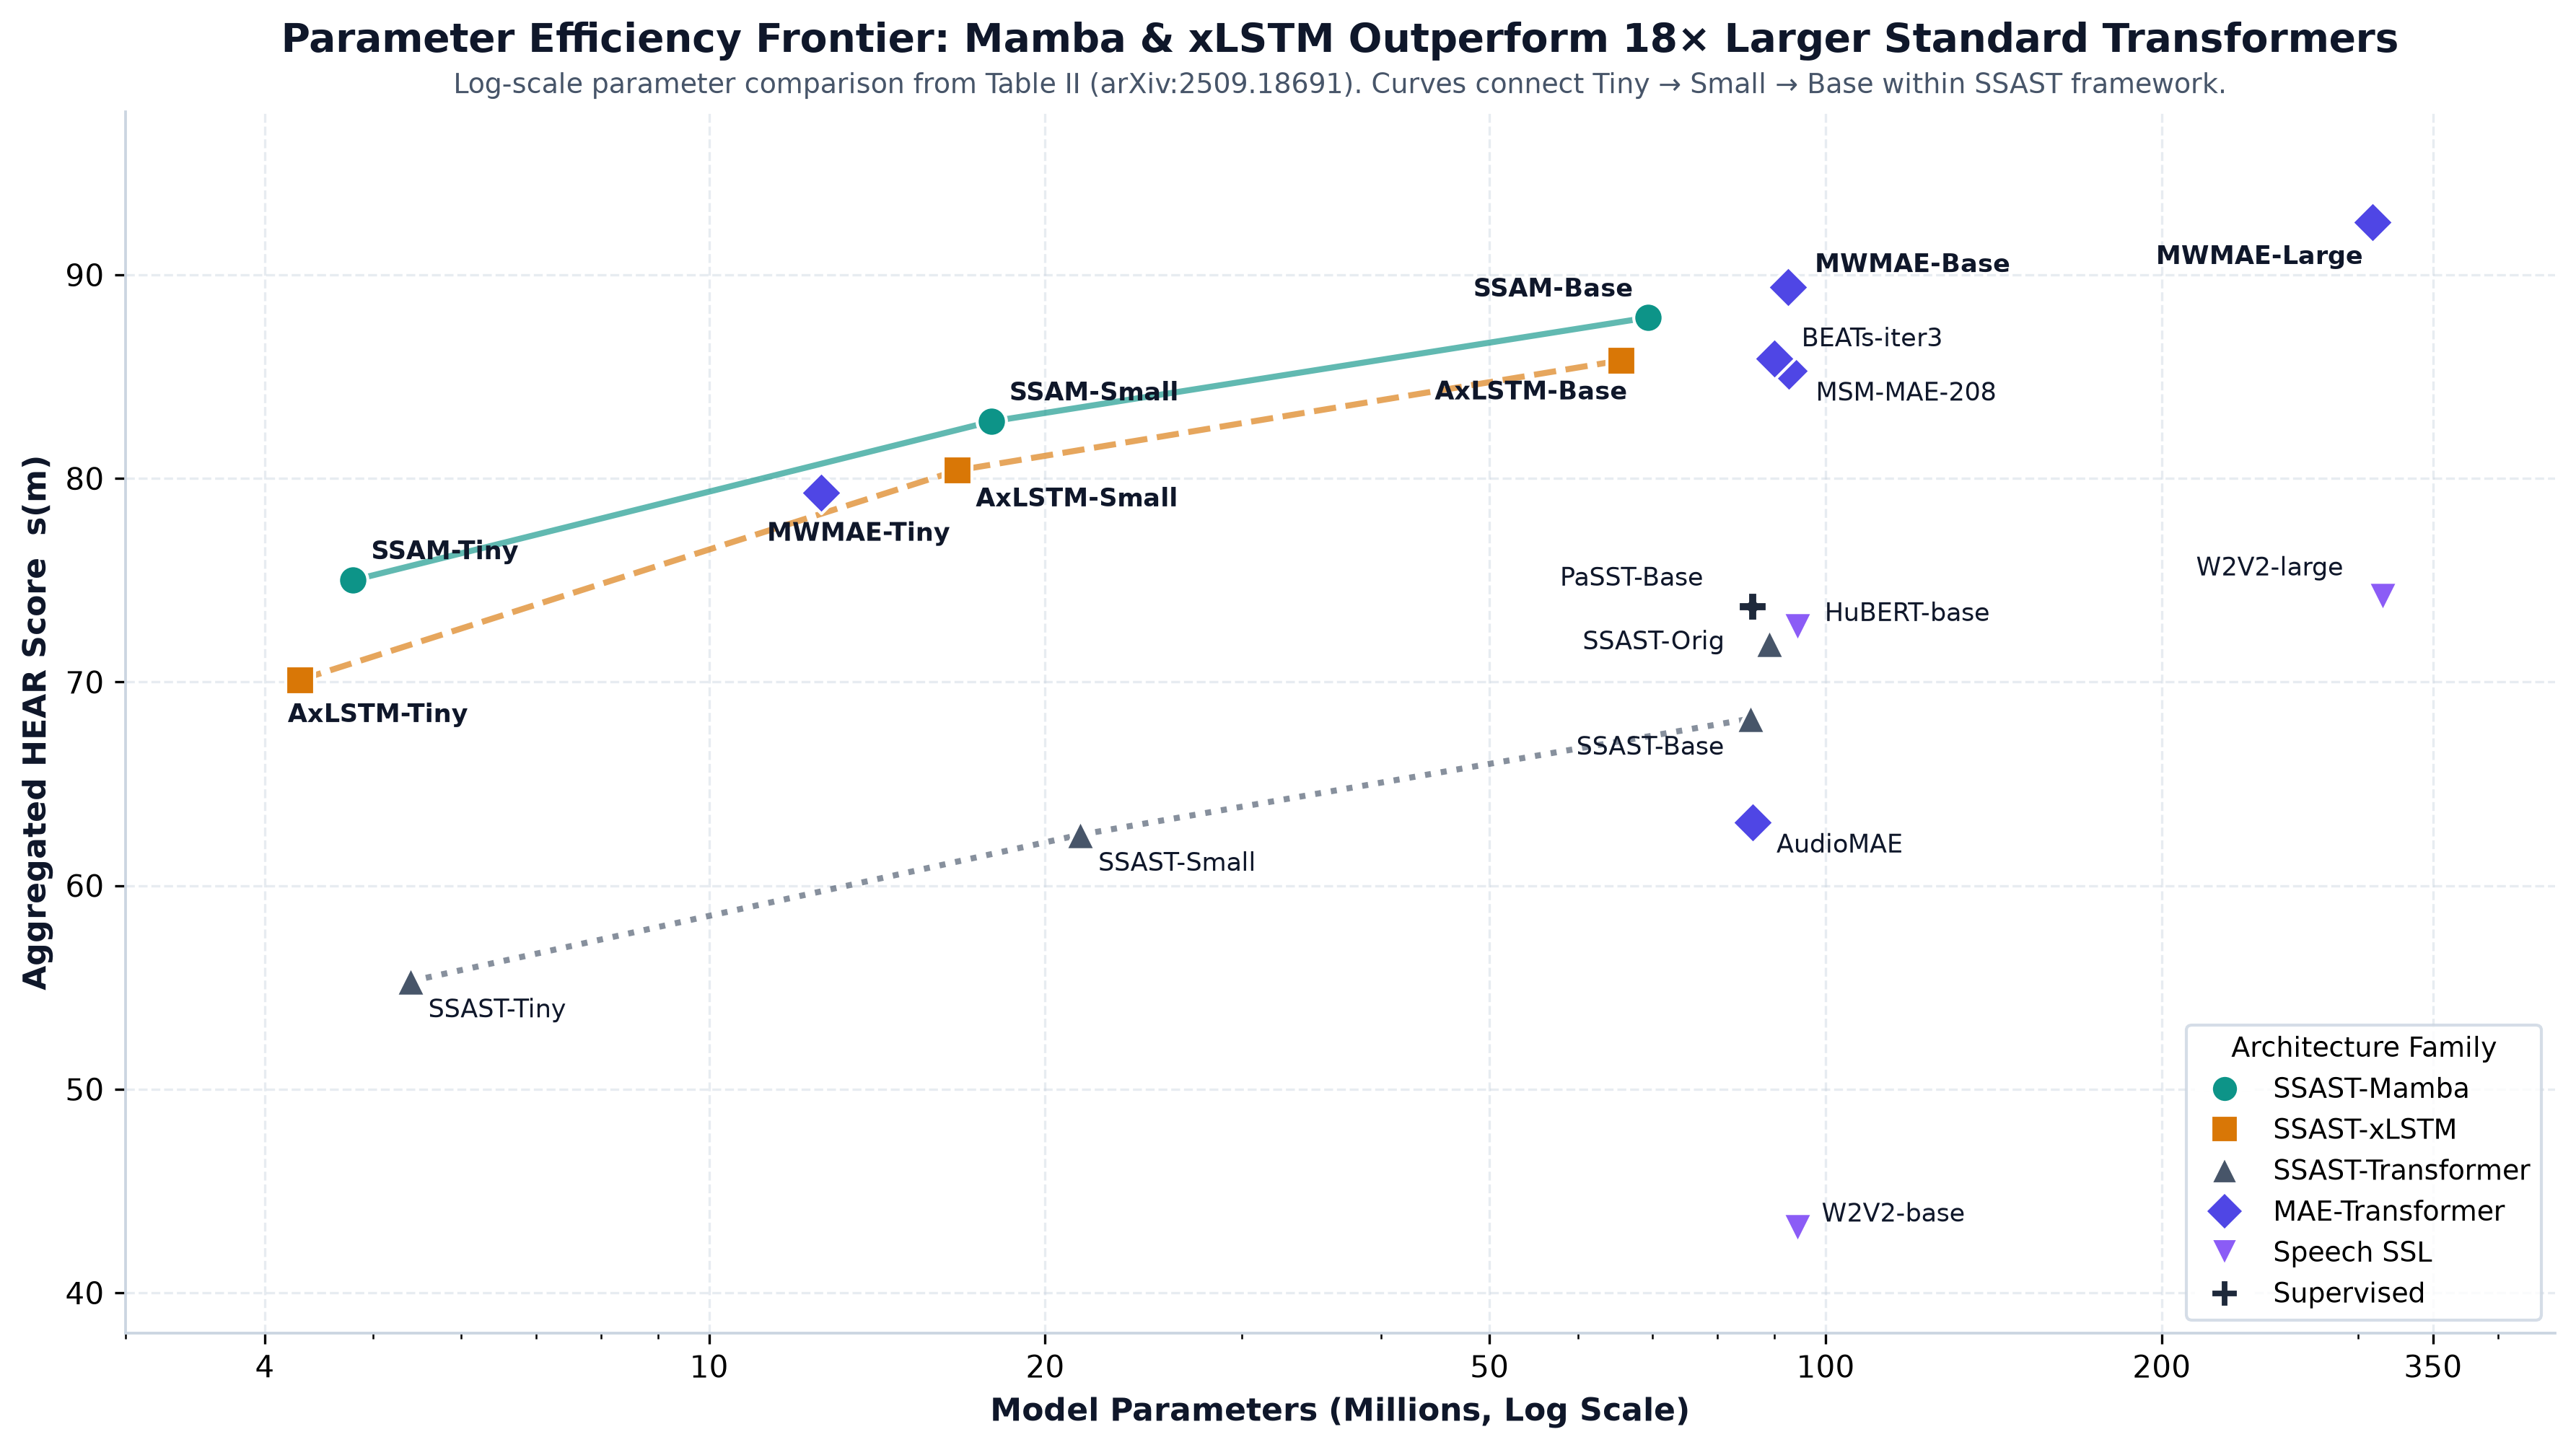 Parameter Efficiency Frontier: Mamba & xLSTM Outperform 18× Larger Standard Transformers
Log-scale parameter comparison from Table II (arXiv:2509.18691). Curves connect Tiny → Small → Base within SSAST framework.
Aggregated HEAR Score s(m)
90
80
70
60
50
40
MWMAE-Large
MWMAE-Base
SSAM-Base
BEATs-iter3
AxLSTM-Base
MSM-MAE-208
SSAM-Small
AxLSTM-Small
MWMAE-Tiny
SSAM-Tiny
W2V2-large
PaSST-Base
HuBERT-base
SSAST-Orig
AxLSTM-Tiny
SSAST-Base
AudioMAE
SSAST-Small
SSAST-Tiny
W2V2-base
Architecture Family
SSAST-Mamba
SSAST-xLSTM
SSAST-Transformer
MAE-Transformer
Speech SSL
Supervised
4 10 20 50 100 200 350
Model Parameters (Millions, Log Scale)